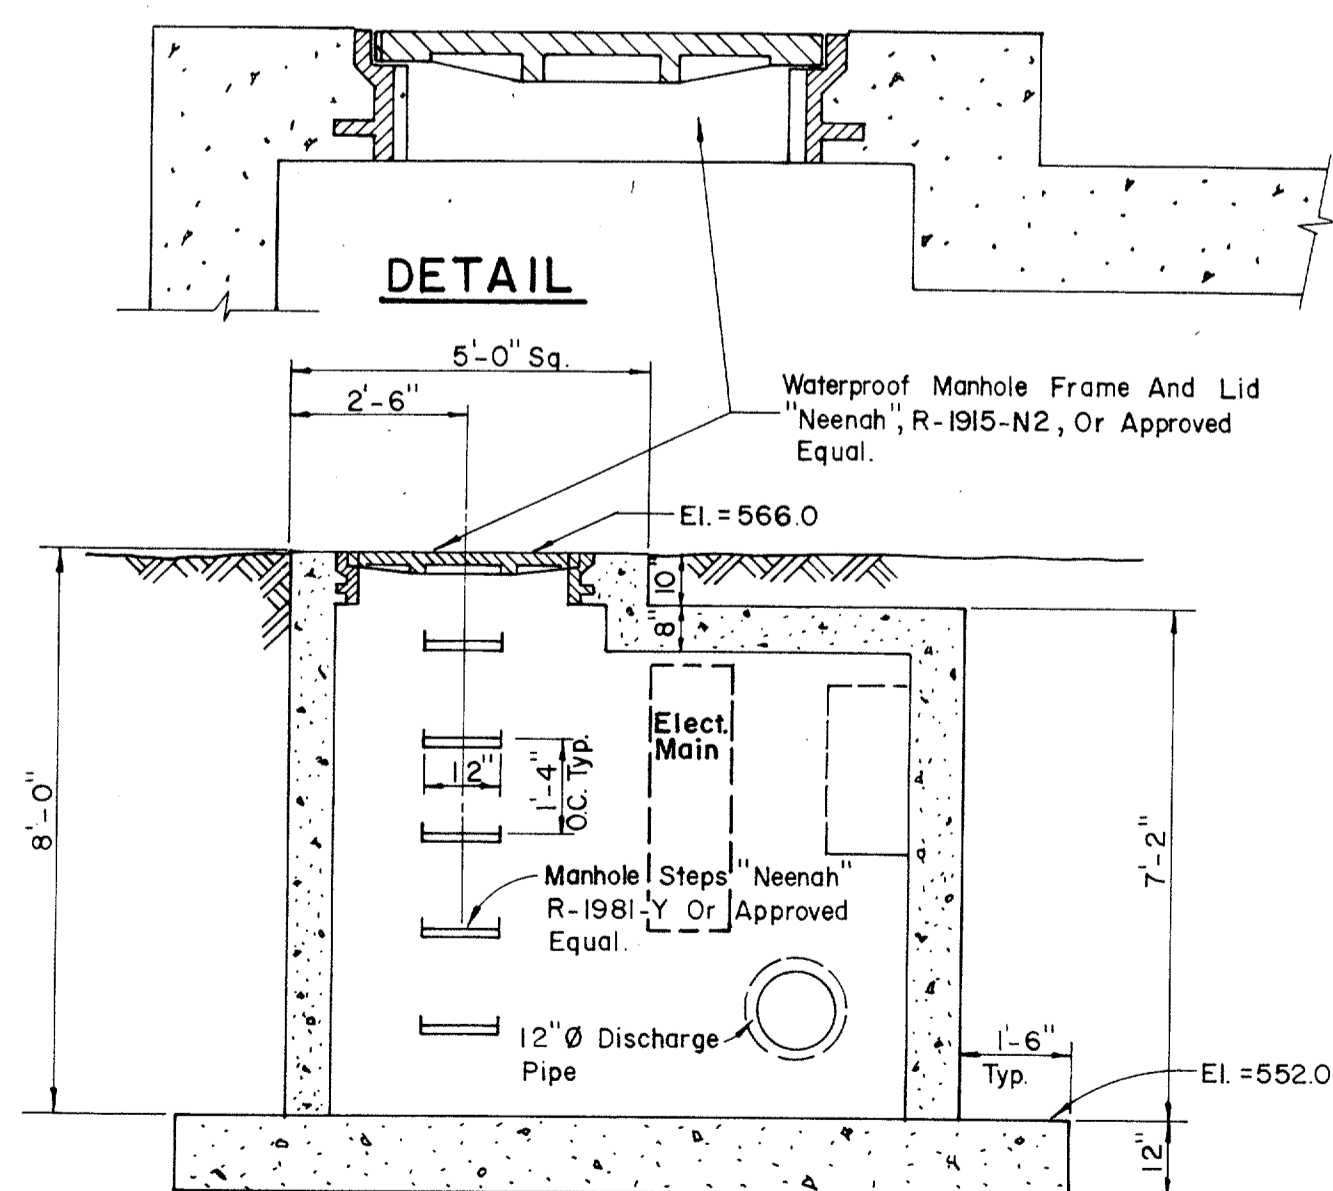 DETAIL
5'-0" Sq.
2'-6"
Waterproof Manhole Frame And Lid
"Neenah", R-1915-N2, Or Approved
Equal.
El. = 566.0
10"
8"
Elect.
Main
12"
1'-4"
O.C. Typ.
8'-0"
7'-2"
Manhole Steps "Neenah"
R-1981-Y Or Approved
Equal.
12"Ø Discharge
Pipe
1'-6"
Typ.
El. = 552.0
12"